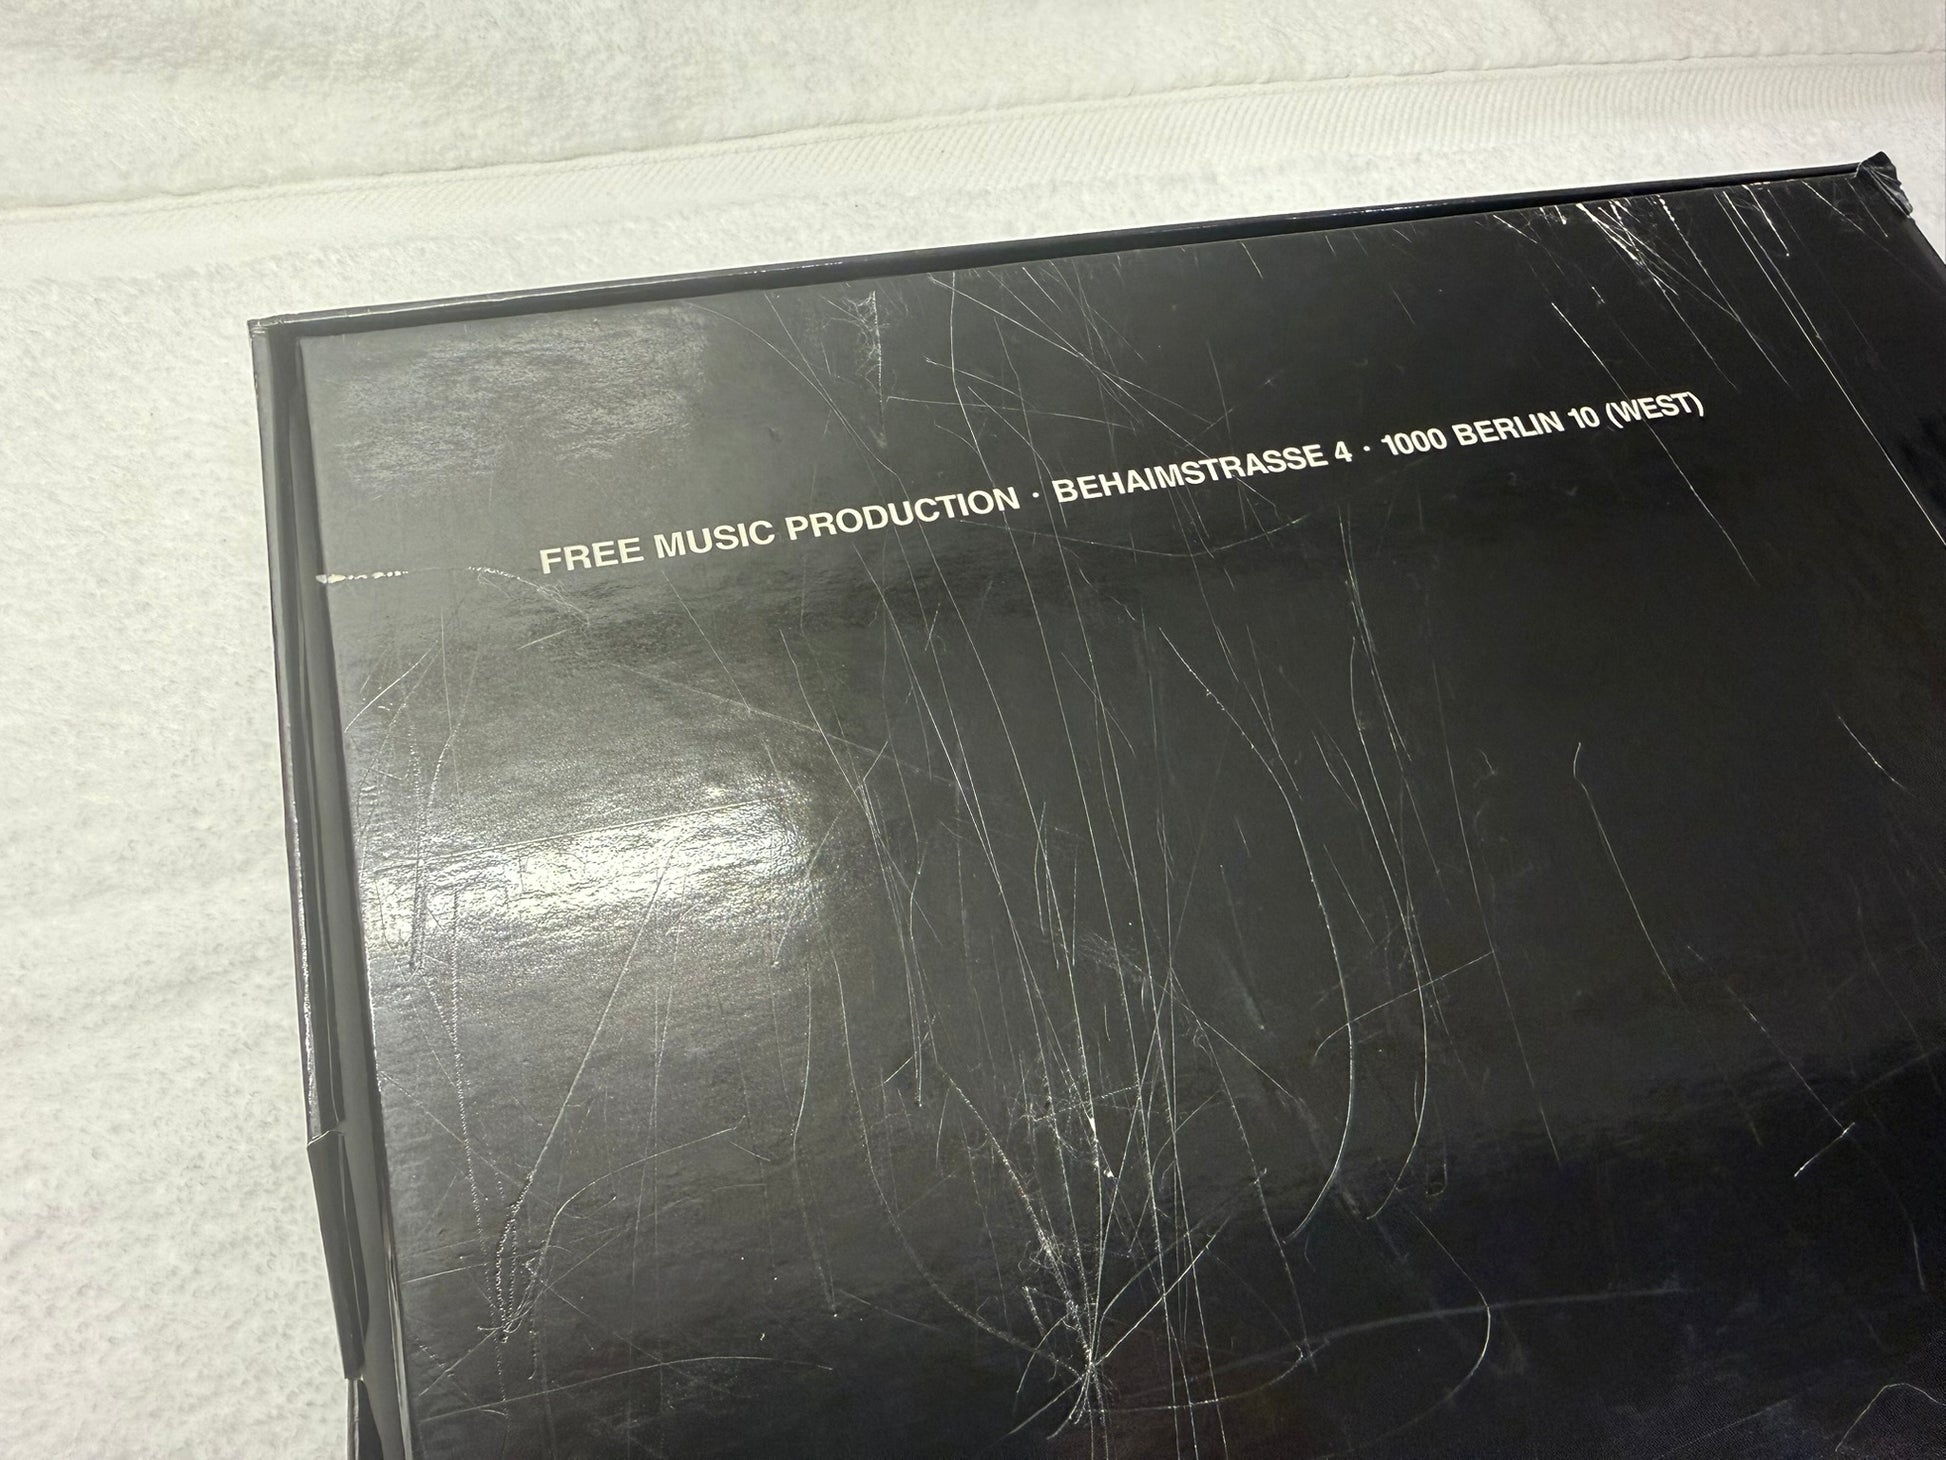 FREE MUSIC PRODUCTION · BEHAIMSTRASSE 4 · 1000 BERLIN 10 (WEST)